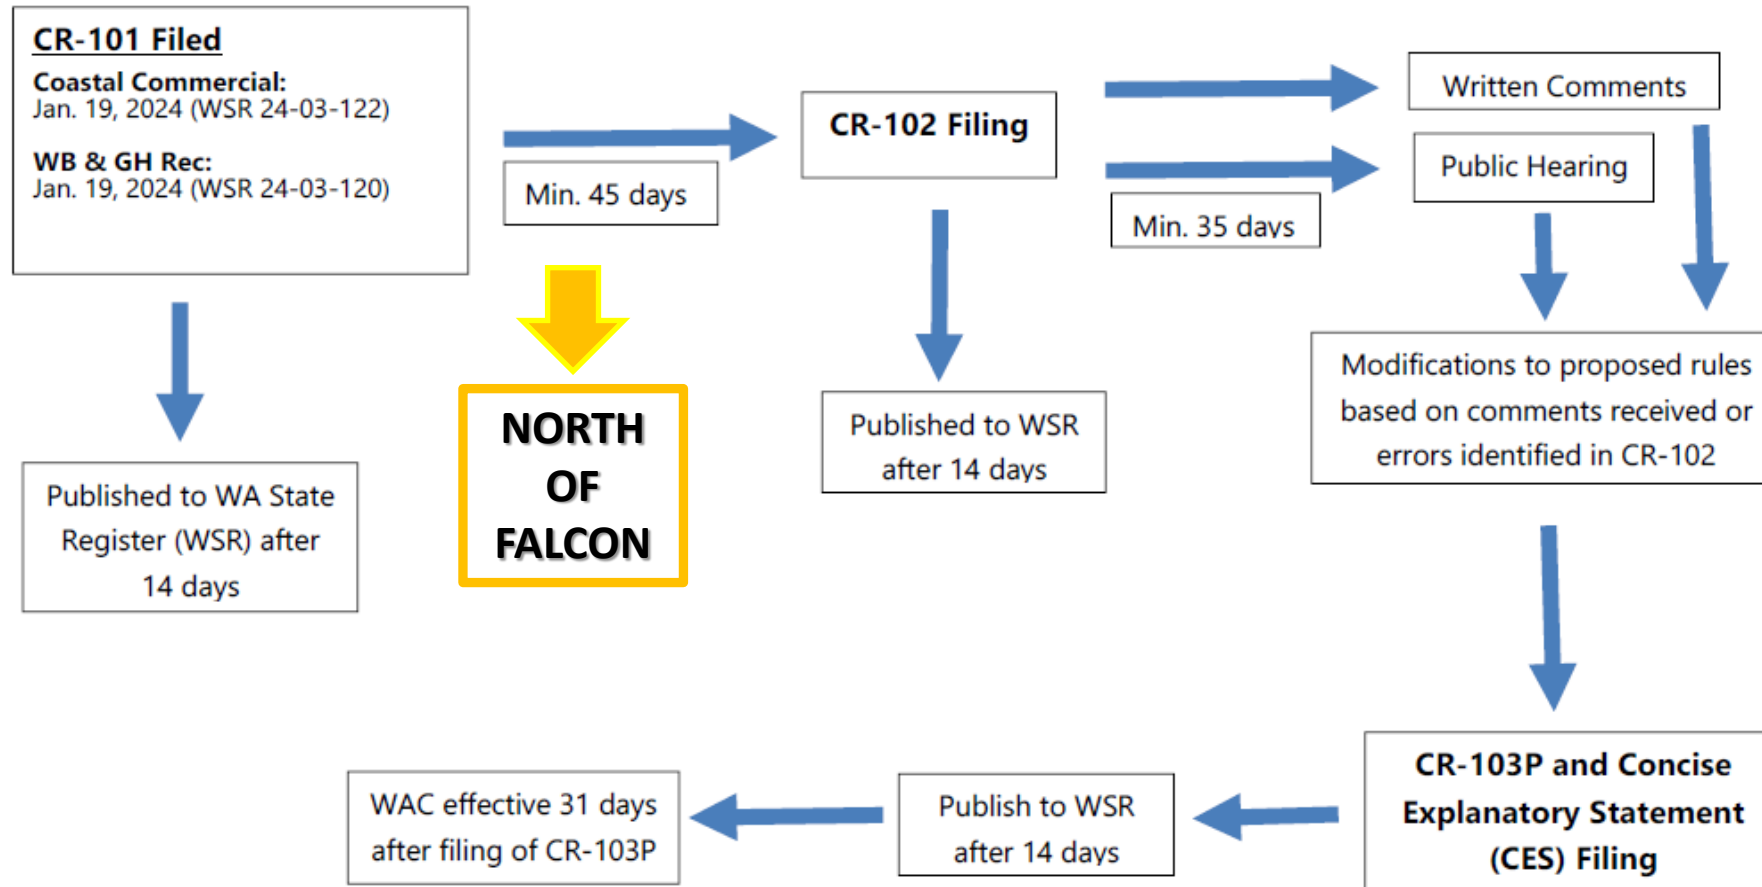 CR-101 Filed
Coastal Commercial:
Jan. 19, 2024 (WSR 24-03-122)
WB & GH Rec:
Jan. 19, 2024 (WSR 24-03-120)
Min. 45 days
CR-102 Filing
Min. 35 days
Written Comments
Public Hearing
Published to WA State
Register (WSR) after
14 days
NORTH
OF
FALCON
Published to WSR
after 14 days
Modifications to proposed rules
based on comments received or
errors identified in CR-102
CR-103P and Concise
Explanatory Statement
(CES) Filing
Publish to WSR
after 14 days
WAC effective 31 days
after filing of CR-103P